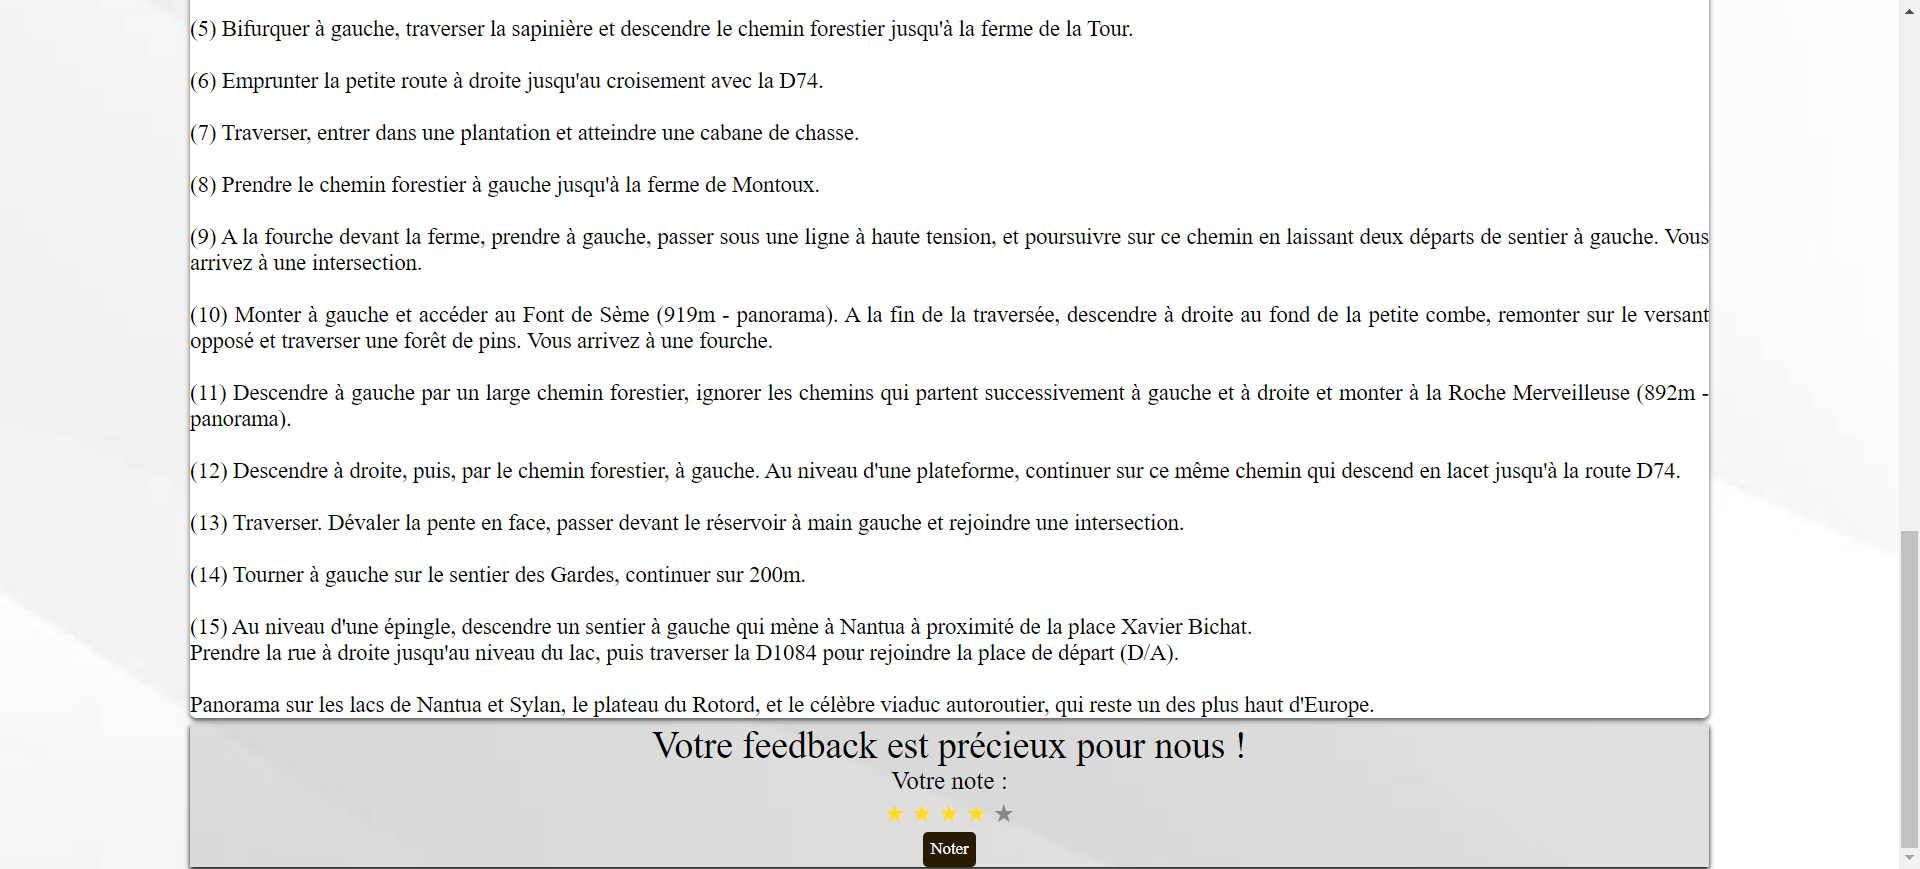 (5) Bifurquer à gauche, traverser la sapinière et descendre le chemin forestier jusqu'à la ferme de la Tour.
(6) Emprunter la petite route à droite jusqu'au croisement avec la D74.
(7) Traverser, entrer dans une plantation et atteindre une cabane de chasse.
(8) Prendre le chemin forestier à gauche jusqu'à la ferme de Montoux.
(9) A la fourche devant la ferme, prendre à gauche, passer sous une ligne à haute tension, et poursuivre sur ce chemin en laissant deux départs de sentier à gauche. Vous
arrivez à une intersection.
(10) Monter à gauche et accéder au Font de Sème (919m - panorama). A la fin de la traversée, descendre à droite au fond de la petite combe, remonter sur le versant
opposé et traverser une forêt de pins. Vous arrivez à une fourche.
(11) Descendre à gauche par un large chemin forestier, ignorer les chemins qui partent successivement à gauche et à droite et monter à la Roche Merveilleuse (892m -
panorama).
(12) Descendre à droite, puis, par le chemin forestier, à gauche. Au niveau d'une plateforme, continuer sur ce même chemin qui descend en lacet jusqu'à la route D74.
(13) Traverser. Dévaler la pente en face, passer devant le réservoir à main gauche et rejoindre une intersection.
(14) Tourner à gauche sur le sentier des Gardes, continuer sur 200m.
(15) Au niveau d'une épingle, descendre un sentier à gauche qui mène à Nantua à proximité de la place Xavier Bichat.
Prendre la rue à droite jusqu'au niveau du lac, puis traverser la D1084 pour rejoindre la place de départ (D/A).
Panorama sur les lacs de Nantua et Sylan, le plateau du Rotord, et le célèbre viaduc autoroutier, qui reste un des plus haut d'Europe.
Votre feedback est précieux pour nous !
Votre note :
★ ★ ★ ★ ★
Noter